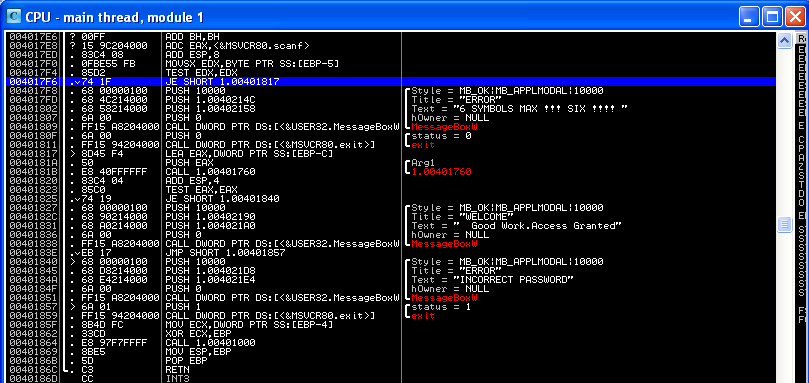 CPU - main thread, module 1
004017E6 ? 00FF ADD BH,BH
004017E8 ? 15 9C204000 ADC EAX,<&MSVCR80.scanf>
004017ED . 83C4 08 ADD ESP,8
004017F0 . 0FBE55 FB MOVSX EDX,BYTE PTR SS:[EBP-5]
004017F4 . 85D2 TEST EDX,EDX
004017F6 .v74 1F JE SHORT 1.00401817
004017F8 . 68 00000100 PUSH 10000 Style = MB_OK|MB_APPLMODAL|10000
004017FD . 68 4C214000 PUSH 1.0040214C Title = "ERROR"
00401802 . 68 58214000 PUSH 1.00402158 Text = "6 SYMBOLS MAX !!! SIX !!!! "
00401807 . 6A 00 PUSH 0 hOwner = NULL
00401809 . FF15 A8204000 CALL DWORD PTR DS:[<&USER32.MessageBoxW MessageBoxW
0040180F . 6A 00 PUSH 0 status = 0
00401811 . FF15 94204000 CALL DWORD PTR DS:[<&MSVCR80.exit>] exit
00401817 > 8D45 F4 LEA EAX,DWORD PTR SS:[EBP-C]
0040181A . 50 PUSH EAX Arg1
0040181B . E8 40FFFFFF CALL 1.00401760 1.00401760
00401820 . 83C4 04 ADD ESP,4
00401823 . 85C0 TEST EAX,EAX
00401825 .v74 19 JE SHORT 1.00401840
00401827 . 68 00000100 PUSH 10000 Style = MB_OK|MB_APPLMODAL|10000
0040182C . 68 90214000 PUSH 1.00402190 Title = "WELCOME"
00401831 . 68 A0214000 PUSH 1.004021A0 Text = "  Good Work.Access Granted"
00401836 . 6A 00 PUSH 0 hOwner = NULL
00401838 . FF15 A8204000 CALL DWORD PTR DS:[<&USER32.MessageBoxW MessageBoxW
0040183E .vEB 17 JMP SHORT 1.00401857
00401840 > 68 00000100 PUSH 10000 Style = MB_OK|MB_APPLMODAL|10000
00401845 . 68 D8214000 PUSH 1.004021D8 Title = "ERROR"
0040184A . 68 E4214000 PUSH 1.004021E4 Text = "INCORRECT PASSWORD"
0040184F . 6A 00 PUSH 0 hOwner = NULL
00401851 . FF15 A8204000 CALL DWORD PTR DS:[<&USER32.MessageBoxW MessageBoxW
00401857 > 6A 01 PUSH 1 status = 1
00401859 . FF15 94204000 CALL DWORD PTR DS:[<&MSVCR80.exit>] exit
0040185F . 8B4D FC MOV ECX,DWORD PTR SS:[EBP-4]
00401862 . 33CD XOR ECX,EBP
00401864 . E8 97F7FFFF CALL 1.00401000
00401869 . 8BE5 MOV ESP,EBP
0040186B . 5D POP EBP
0040186C . C3 RETN
0040186D CC INT3